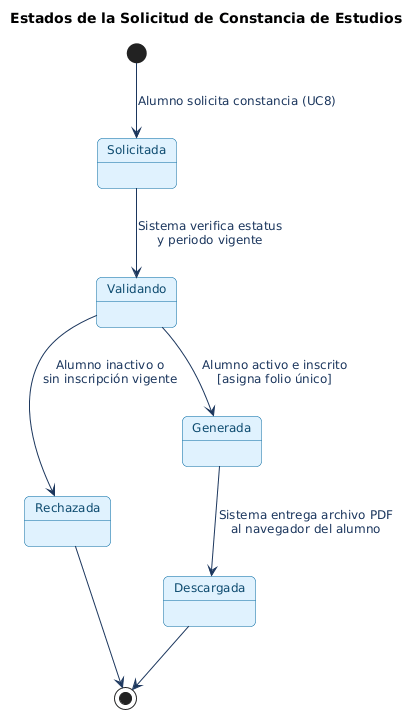 Estados de la Solicitud de Constancia de Estudios
Alumno solicita constancia (UC8)
Solicitada
Sistema verifica estatus
y periodo vigente
Validando
Alumno inactivo o
sin inscripción vigente
Alumno activo e inscrito
[asigna folio único]
Generada
Rechazada
Sistema entrega archivo PDF
al navegador del alumno
Descargada